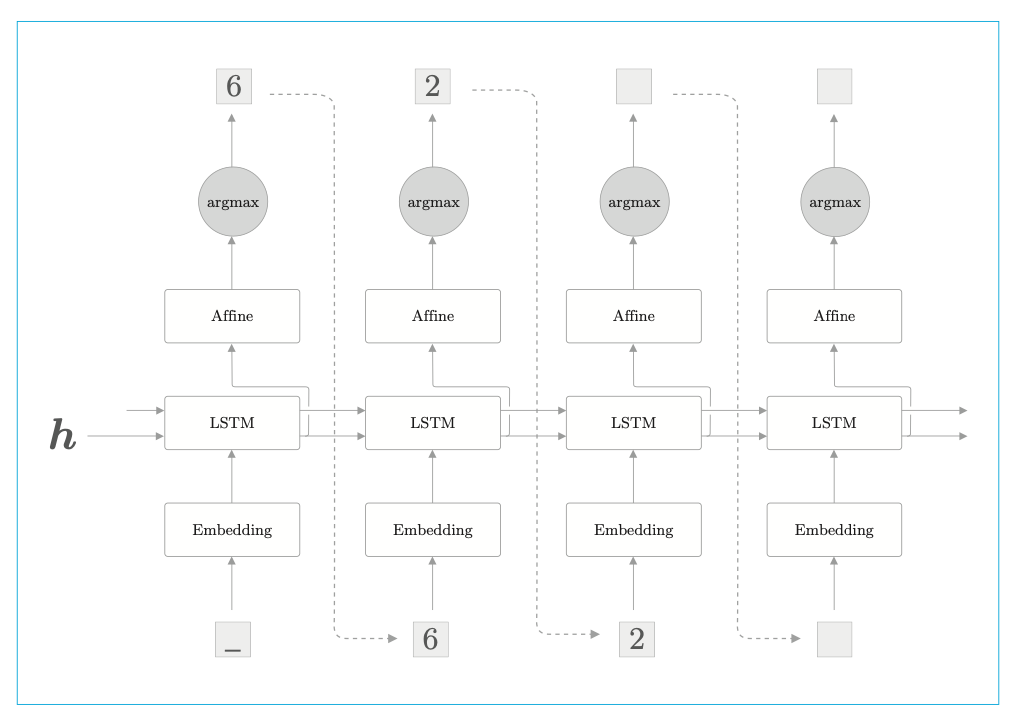 6 2
argmax argmax argmax argmax
Affine Affine Affine Affine
h LSTM LSTM LSTM LSTM
Embedding Embedding Embedding Embedding
_ 6 2